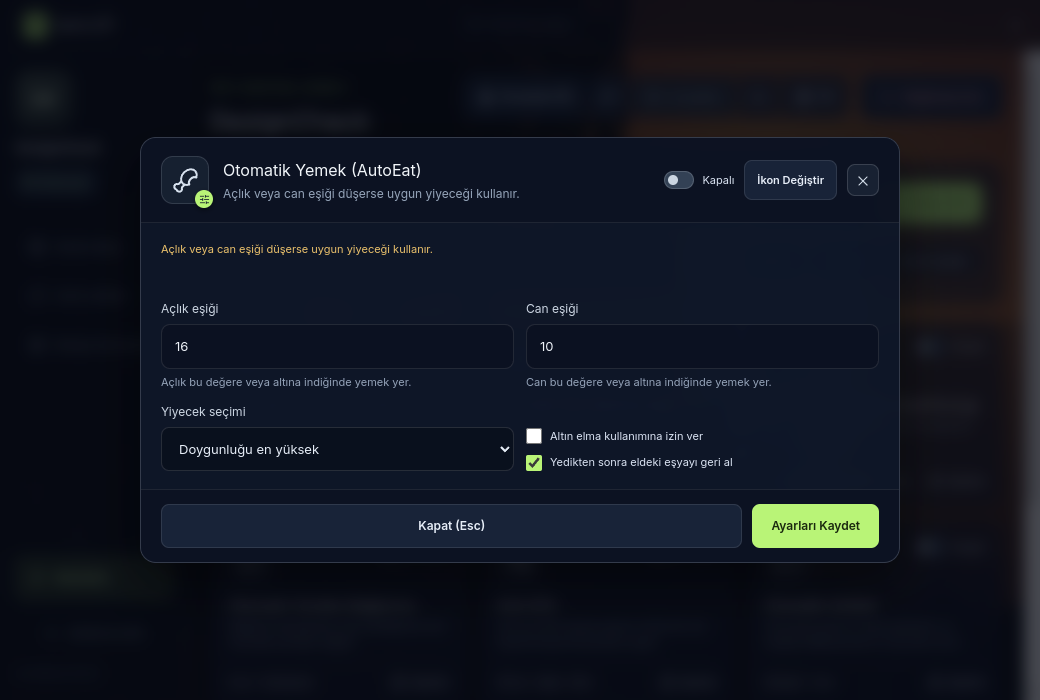 Otomatik Yemek (AutoEat)
Açlık veya can eşiği düşerse uygun yiyeceği kullanır.
Kapalı
İkon Değiştir
Açlık veya can eşiği düşerse uygun yiyeceği kullanır.
Açlık eşiği
Can eşiği
16
10
Açlık bu değere veya altına indiğinde yemek yer.
Can bu değere veya altına indiğinde yemek yer.
Yiyecek seçimi
Doygunluğu en yüksek
Altın elma kullanımına izin ver
Yedikten sonra eldeki eşyayı geri al
Kapat (Esc)
Ayarları Kaydet